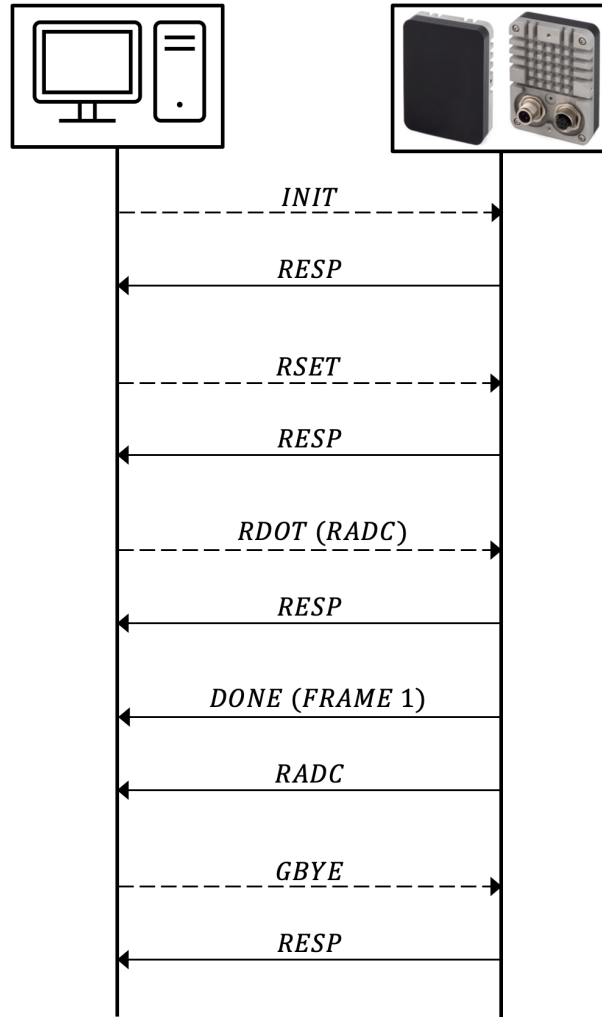 INIT
RESP
RSET
RESP
RDOT (RADC)
RESP
DONE (FRAME 1)
RADC
GBYE
RESP